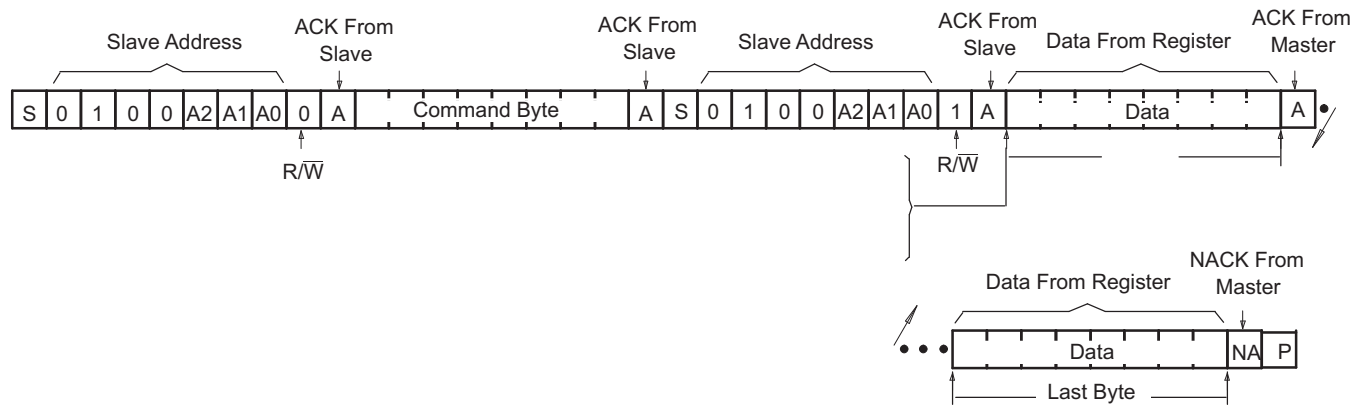 Slave Address
ACK From
Slave
ACK From
Slave
Slave Address
ACK From
Slave
Data From Register
ACK From
Master
S 0 1 0 0 A2 A1 A0 0 A Command Byte A S 0 1 0 0 A2 A1 A0 1 A Data A
R/W̅
R/W̅
Data From Register
NACK From
Master
Data NA P
Last Byte